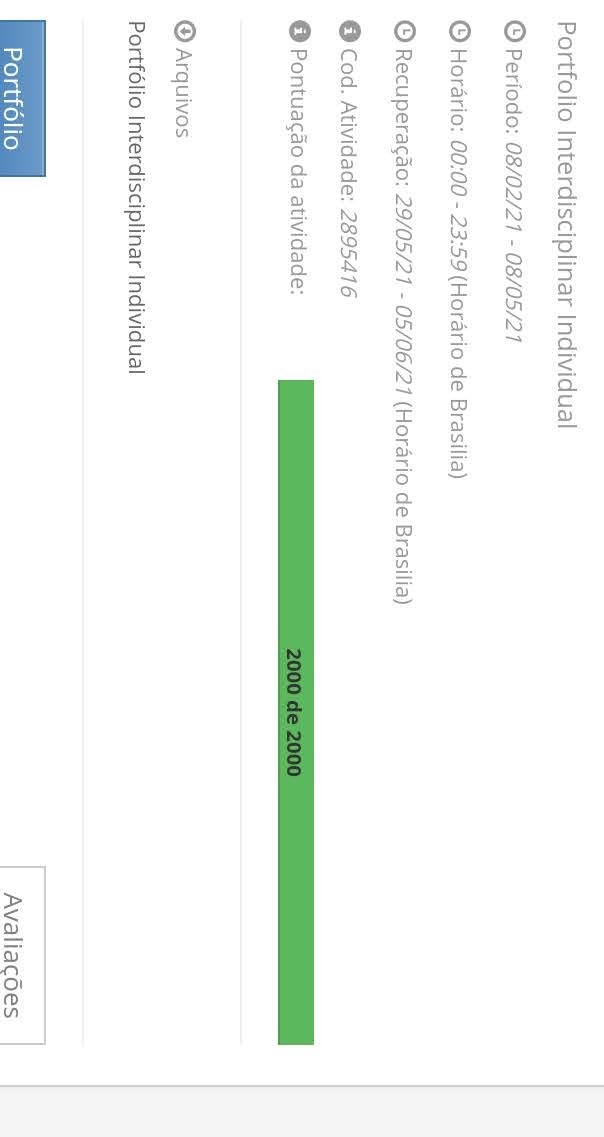 Portfolio Interdisciplinar Individual
Período: 08/02/21 - 08/05/21
Horário: 00:00 - 23:59 (Horário de Brasilia)
Recuperação: 29/05/21 - 05/06/21 (Horário de Brasilia)
Cod. Atividade: 2895416
Pontuação da atividade:
2000 de 2000
Arquivos
Portfólio Interdisciplinar Individual
Portfólio
Avaliações